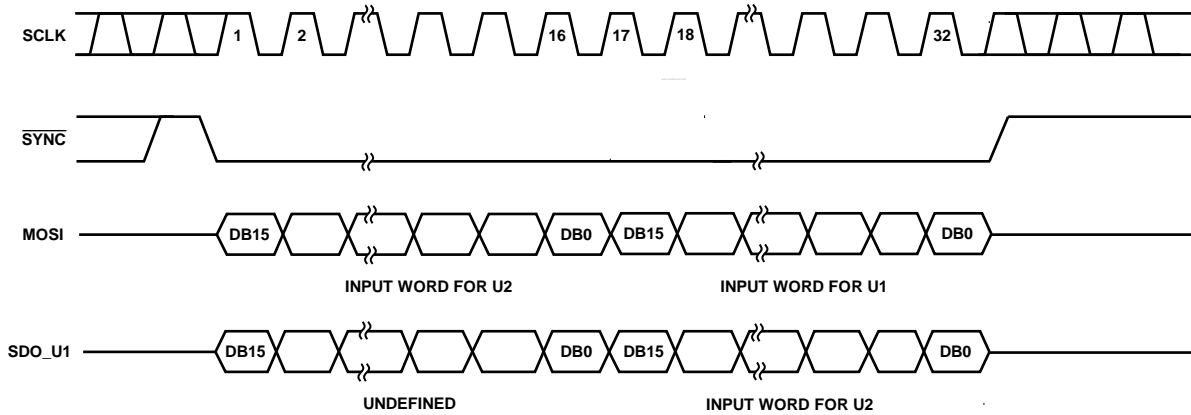 SCLK 1 2 16 17 18 32
SYNC
MOSI DB15 DB0 DB15 DB0
INPUT WORD FOR U2 INPUT WORD FOR U1
SDO_U1 DB15 DB0 DB15 DB0
UNDEFINED INPUT WORD FOR U2